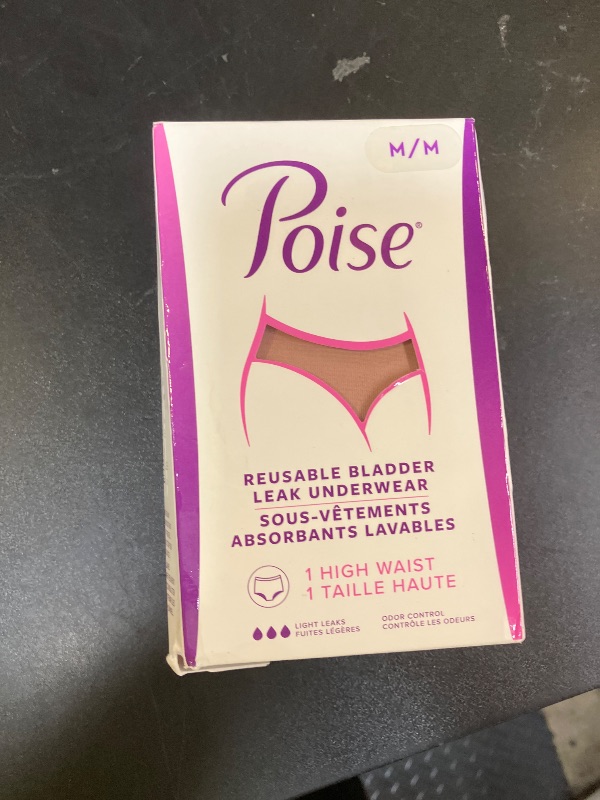 M/M
Poise®
REUSABLE BLADDER
LEAK UNDERWEAR
SOUS-VÊTEMENTS
ABSORBANTS LAVABLES
1 HIGH WAIST
1 TAILLE HAUTE
LIGHT LEAKS
FUITES LÉGÈRES
ODOR CONTROL
CONTRÔLE LES ODEURS